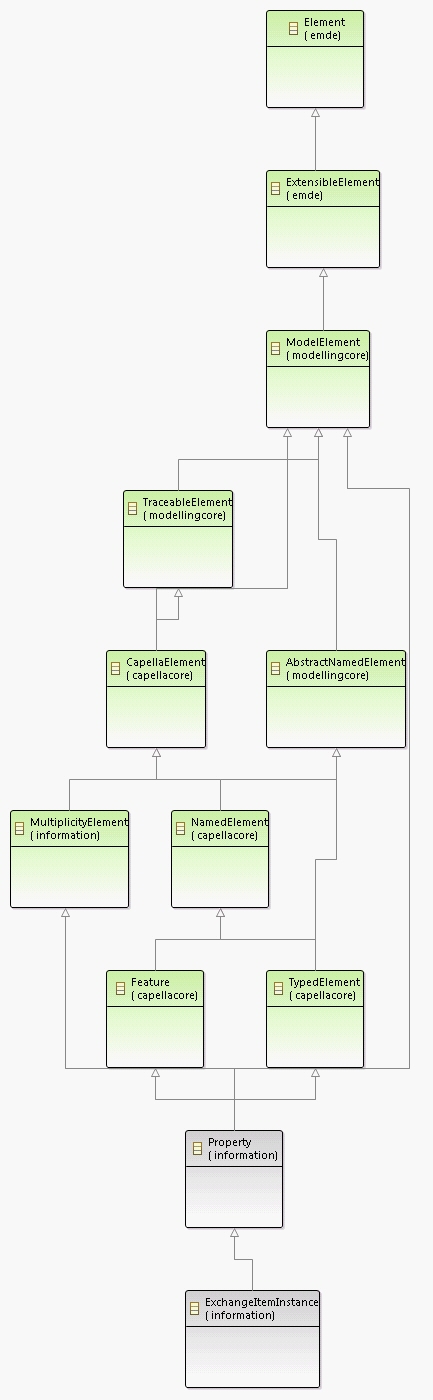 Element
( emde)
ExtensibleElement
( emde)
ModelElement
( modellingcore)
TraceableElement
( modellingcore)
CapellaElement
( capellacore)
AbstractNamedElement
( modellingcore)
MultiplicityElement
( information)
NamedElement
( capellacore)
Feature
( capellacore)
TypedElement
( capellacore)
Property
( information)
ExchangeItemInstance
( information)